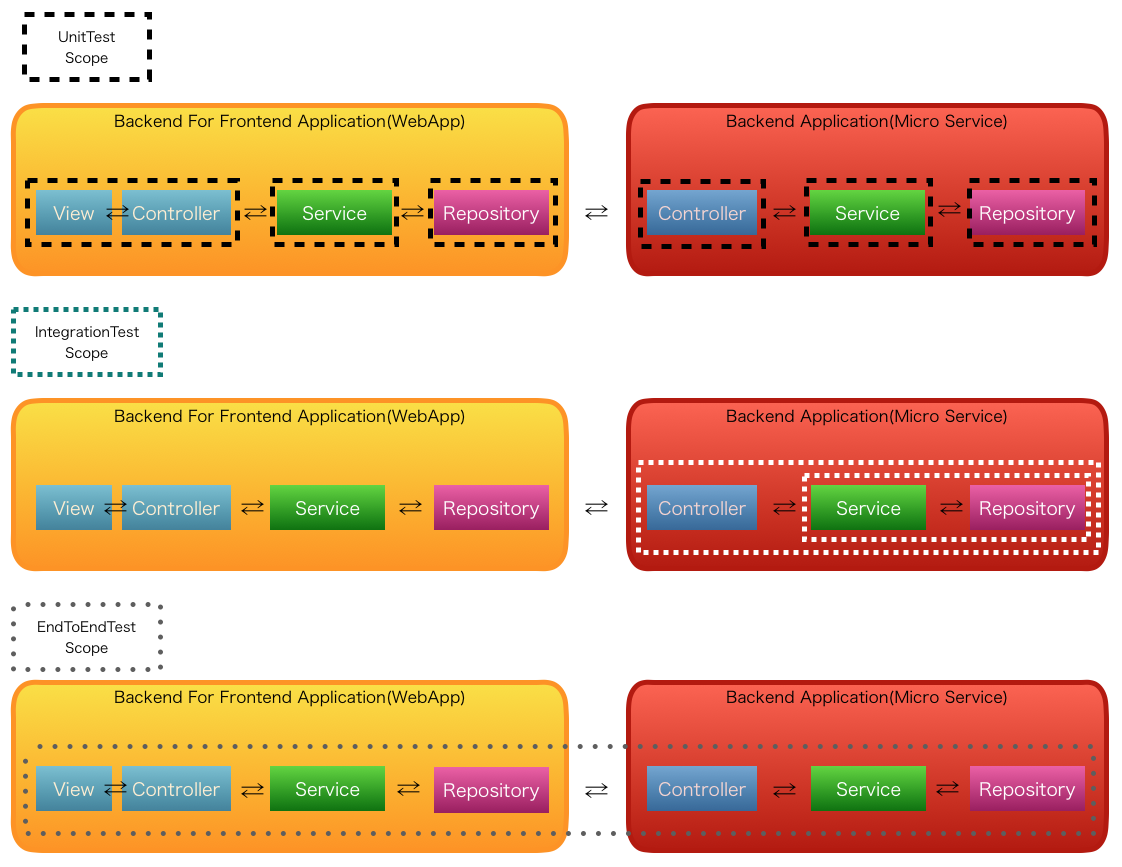 UnitTest
Scope
Backend For Frontend Application(WebApp)
Backend Application(Micro Service)
View
Controller
Service
Repository
Controller
Service
Repository
IntegrationTest
Scope
Backend For Frontend Application(WebApp)
Backend Application(Micro Service)
View
Controller
Service
Repository
Controller
Service
Repository
EndToEndTest
Scope
Backend For Frontend Application(WebApp)
Backend Application(Micro Service)
View
Controller
Service
Repository
Controller
Service
Repository